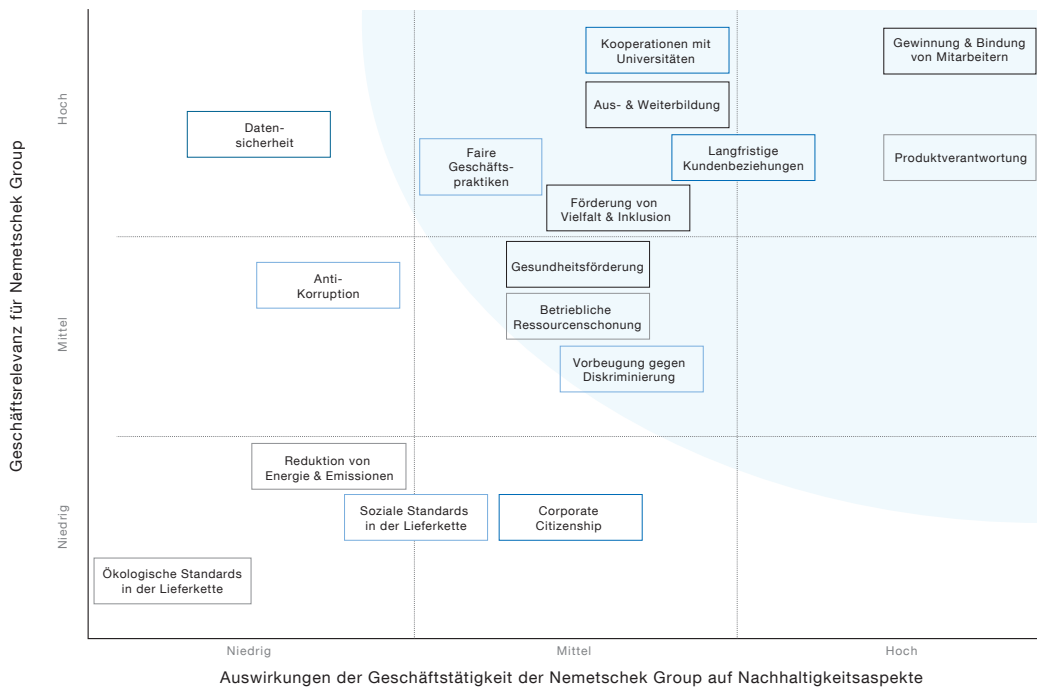 Geschäftsrelevanz für Nemetschek Group
Hoch
Mittel
Niedrig
Kooperationen mit
Universitäten
Gewinnung & Bindung
von Mitarbeitern
Aus- & Weiterbildung
Daten-
sicherheit
Faire
Geschäfts-
praktiken
Langfristige
Kundenbeziehungen
Produktverantwortung
Förderung von
Vielfalt & Inklusion
Gesundheitsförderung
Anti-
Korruption
Betriebliche
Ressourcenschonung
Vorbeugung gegen
Diskriminierung
Reduktion von
Energie & Emissionen
Soziale Standards
in der Lieferkette
Corporate
Citizenship
Ökologische Standards
in der Lieferkette
Niedrig
Mittel
Hoch
Auswirkungen der Geschäftstätigkeit der Nemetschek Group auf Nachhaltigkeitsaspekte